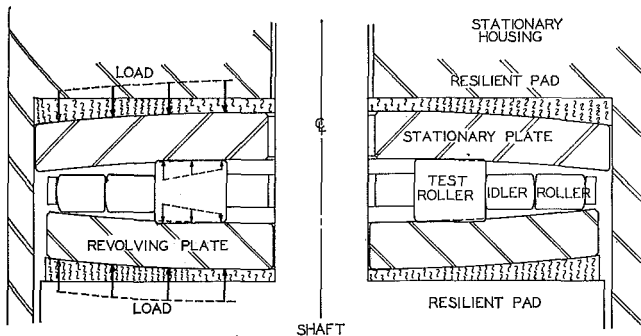 STATIONARY
HOUSING
LOAD
RESILIENT PAD
℄
STATIONARY PLATE
TEST
ROLLER
IDLER
ROLLER
REVOLVING PLATE
LOAD
RESILIENT PAD
SHAFT